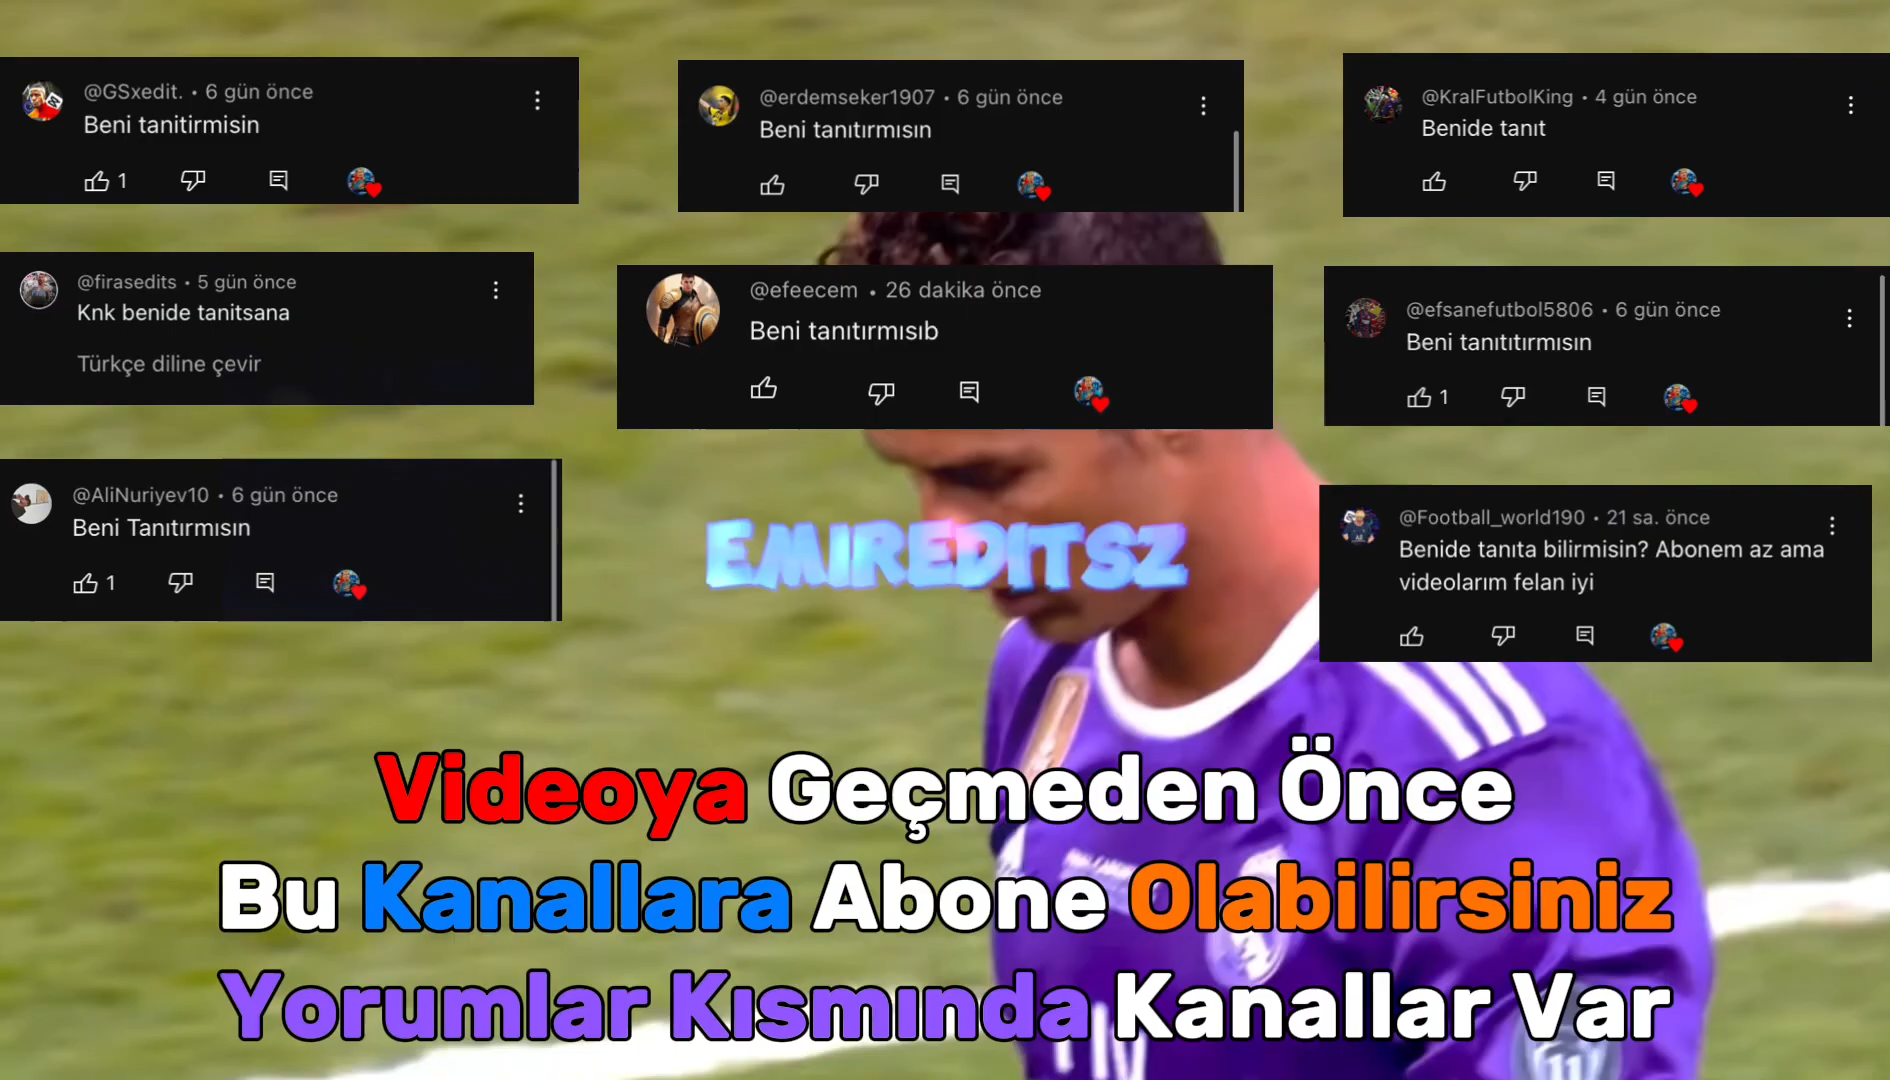 @GSxedit. • 6 gün önce
Beni tanitirmisin
1
@erdemseker1907 • 6 gün önce
Beni tanıtırmısın
@KralFutbolKing • 4 gün önce
Benide tanıt
@firasedits • 5 gün önce
Knk benide tanitsana
Türkçe diline çevir
@efeecem • 26 dakika önce
Beni tanıtırmısıb
@efsanefutbol5806 • 6 gün önce
Beni tanıtıtırmısın
1
@AliNuriyev10 • 6 gün önce
Beni Tanıtırmısın
1
EMIREDITSZ
@Football_world190 • 21 sa. önce
Benide tanıta bilirmisin? Abonem az ama
videolarım felan iyi
Videoya Geçmeden Önce
Bu Kanallara Abone Olabilirsiniz
Yorumlar Kısmında Kanallar Var